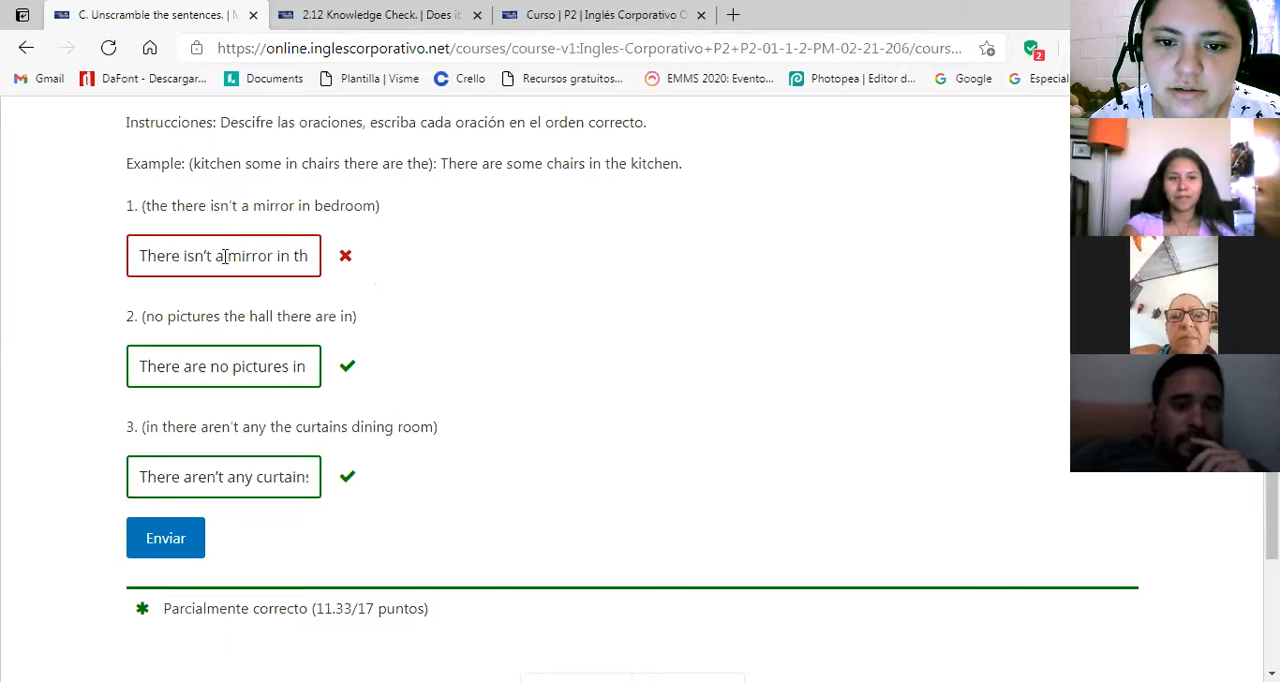 C. Unscramble the sentences. |
2.12 Knowledge Check. | Does it
Curso | P2 | Inglés Corporativo O
https://online.inglescorporativo.net/courses/course-v1:Ingles-Corporativo+P2+P2-01-1-2-PM-02-21-206/cours...
2
Gmail
DaFont - Descargar...
Documents
Plantilla | Visme
Crello
Recursos gratuitos...
EMMS 2020: Evento...
Photopea | Editor d...
Google
Especial
Instrucciones: Descifre las oraciones, escriba cada oración en el orden correcto.
Example: (kitchen some in chairs there are the): There are some chairs in the kitchen.
1. (the there isn´t a mirror in bedroom)
There isn’t a mirror in th
2. (no pictures the hall there are in)
There are no pictures in
3. (in there aren´t any the curtains dining room)
There aren’t any curtains
Enviar
Parcialmente correcto (11.33/17 puntos)